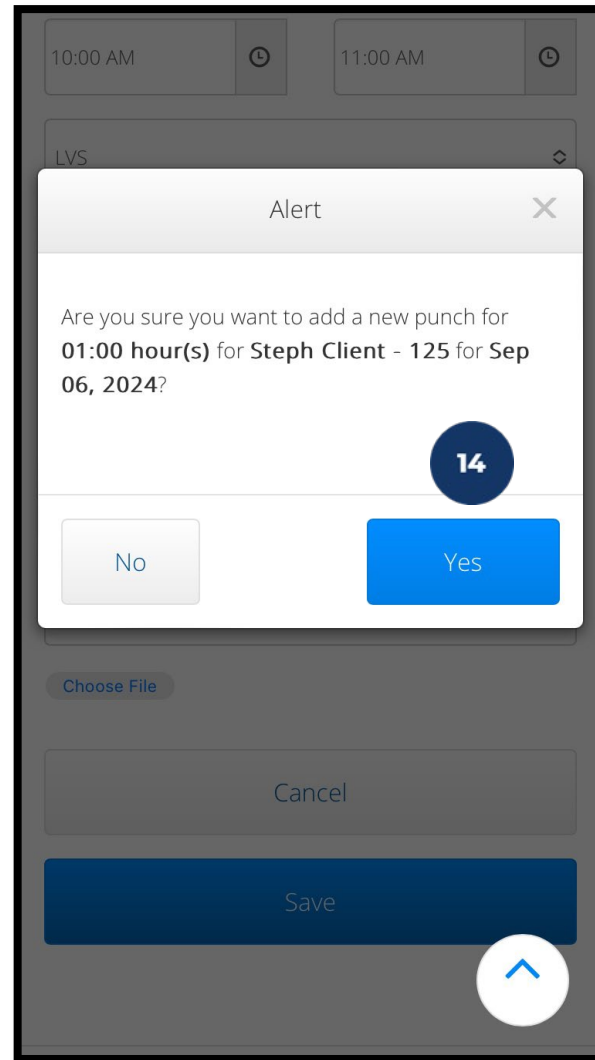 10:00 AM
11:00 AM
LVS
Alert
Are you sure you want to add a new punch for
01:00 hour(s) for Steph Client - 125 for Sep
06, 2024?
14
No
Yes
Choose File
Cancel
Save